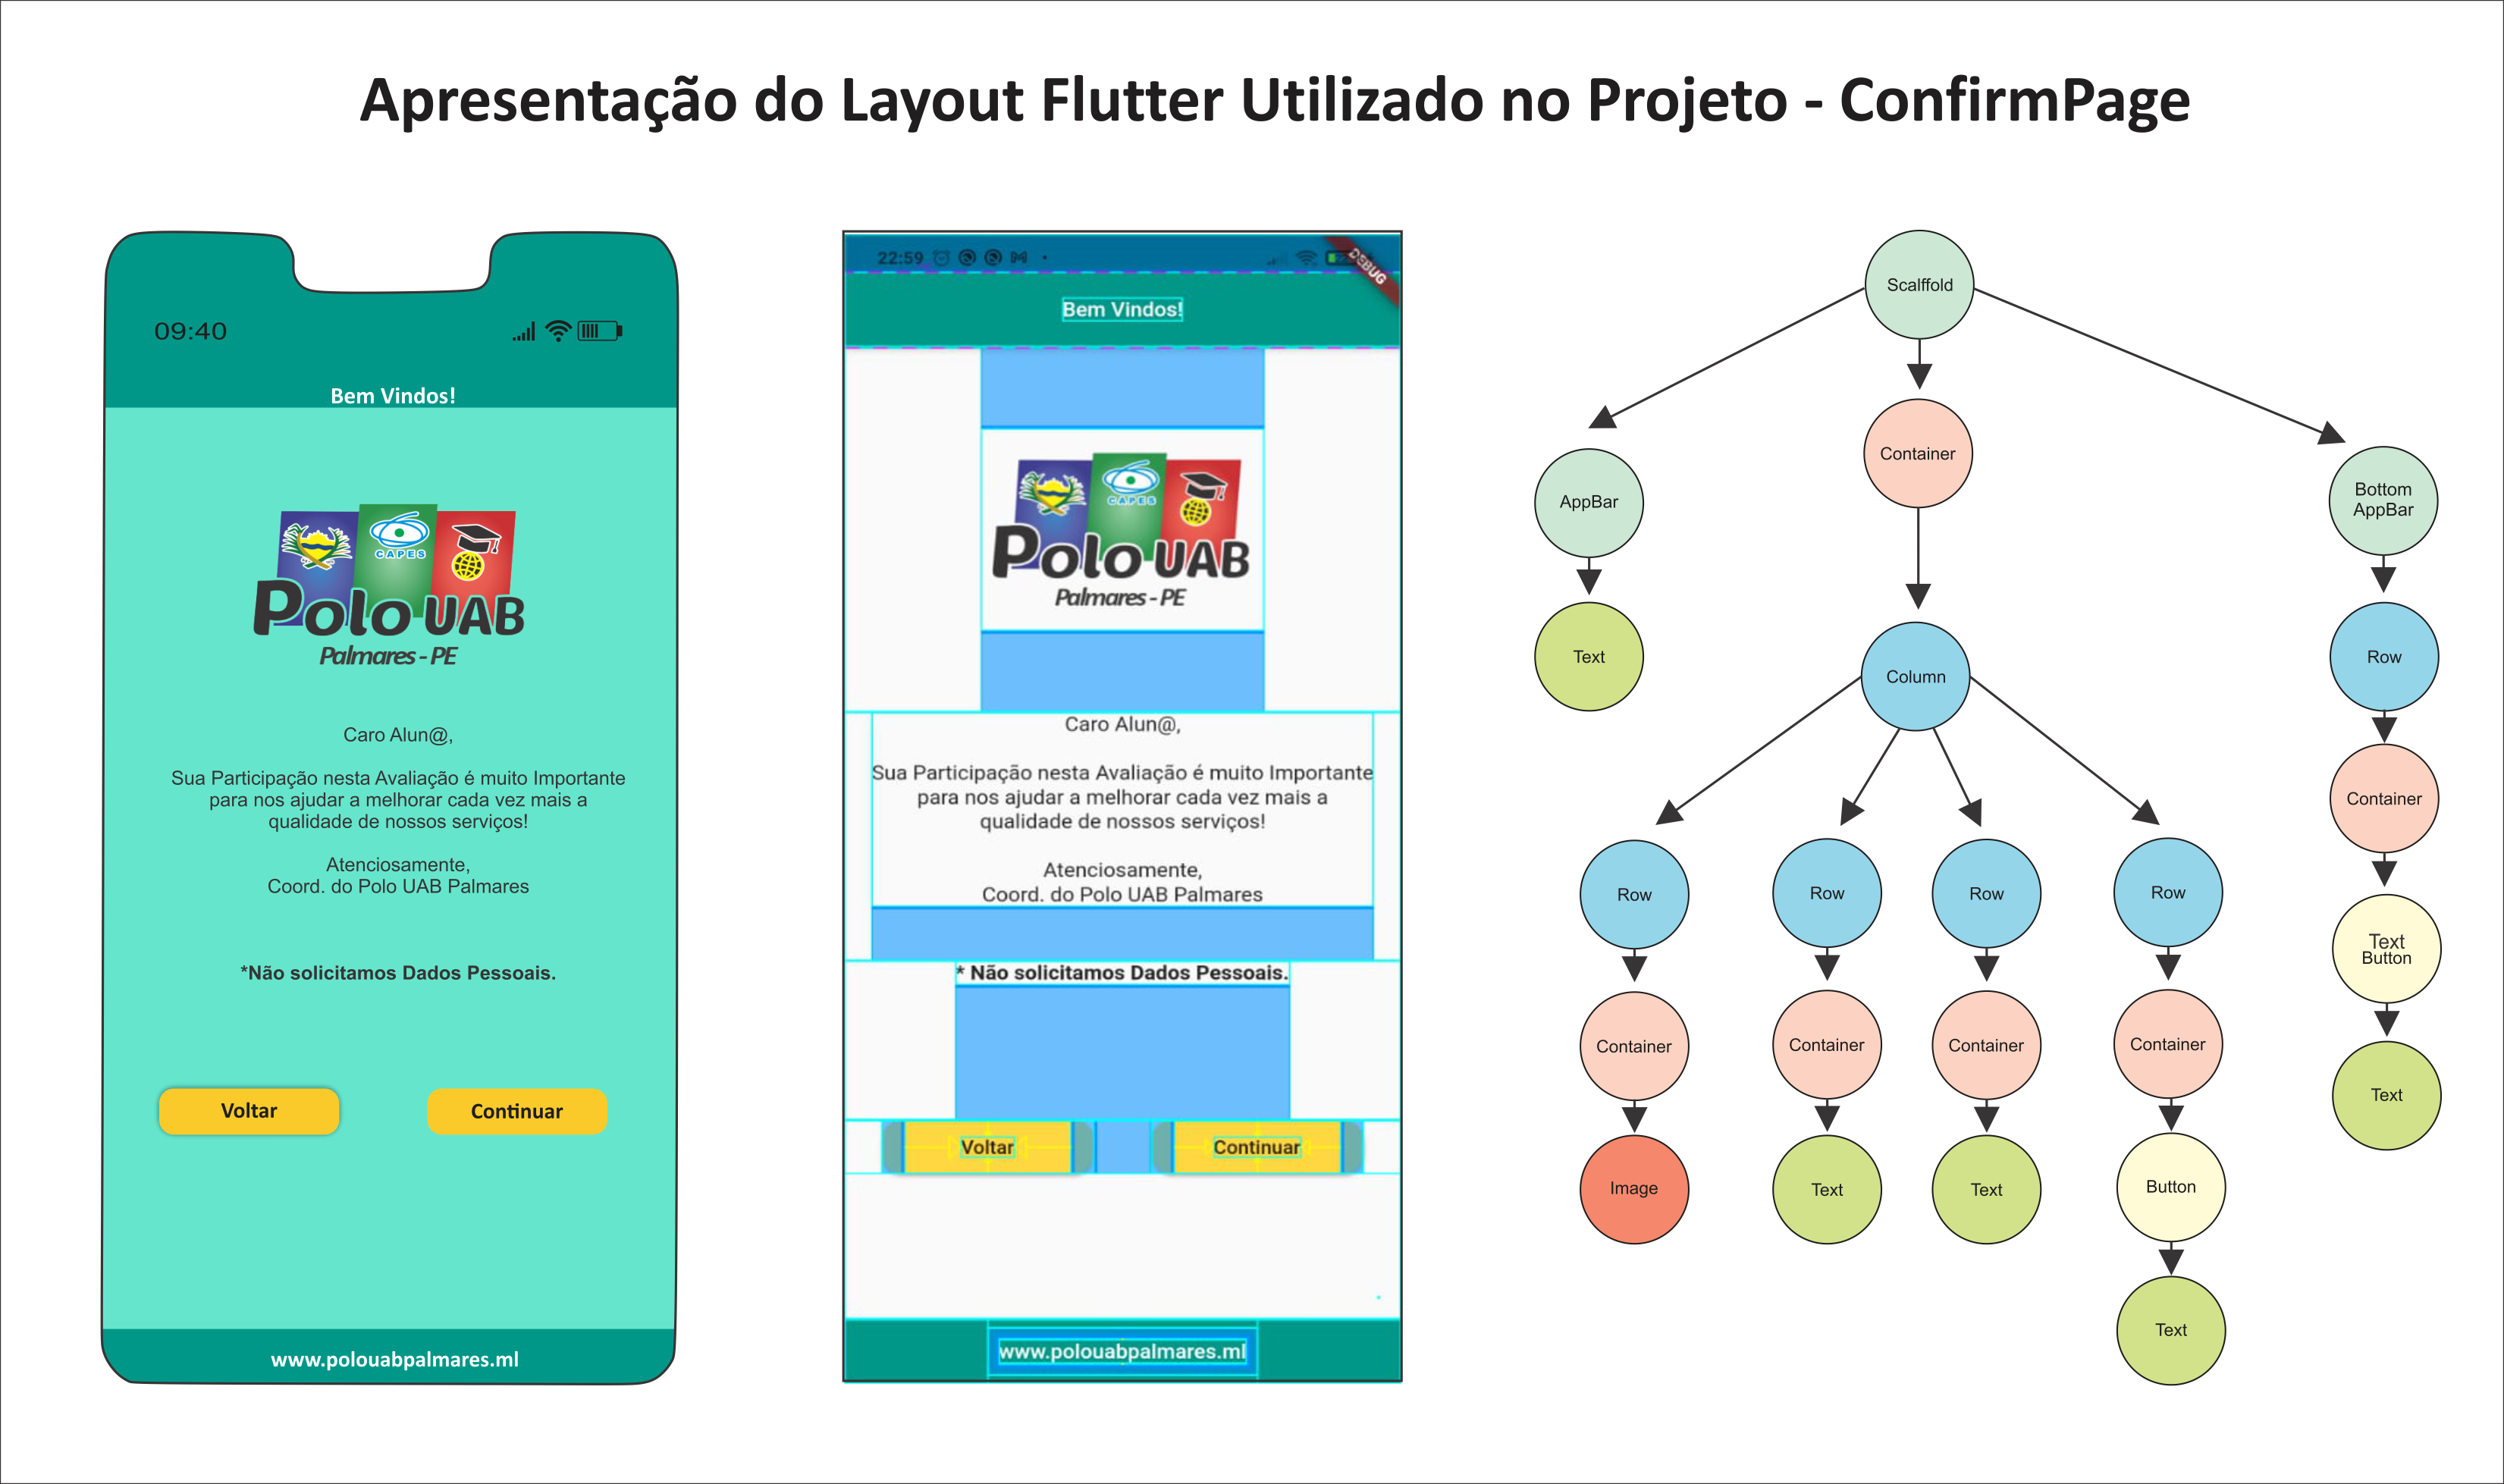 Apresentação do Layout Flutter Utilizado no Projeto - ConfirmPage
09:40
Bem Vindos!
CAPES
Polo UAB
Palmares - PE
Caro Alun@,
Sua Participação nesta Avaliação é muito Importante
para nos ajudar a melhorar cada vez mais a
qualidade de nossos serviços!
Atenciosamente,
Coord. do Polo UAB Palmares
*Não solicitamos Dados Pessoais.
Voltar
Continuar
www.polouabpalmares.ml
22:59
DEBUG
Bem Vindos!
CAPES
Polo UAB
Palmares - PE
Caro Alun@,
Sua Participação nesta Avaliação é muito Importante
para nos ajudar a melhorar cada vez mais a
qualidade de nossos serviços!
Atenciosamente,
Coord. do Polo UAB Palmares
* Não solicitamos Dados Pessoais.
Voltar
Continuar
www.polouabpalmares.ml
Scalffold
AppBar
Container
Bottom
AppBar
Text
Column
Row
Container
Text
Button
Text
Row
Row
Row
Row
Container
Container
Container
Container
Image
Text
Text
Button
Text